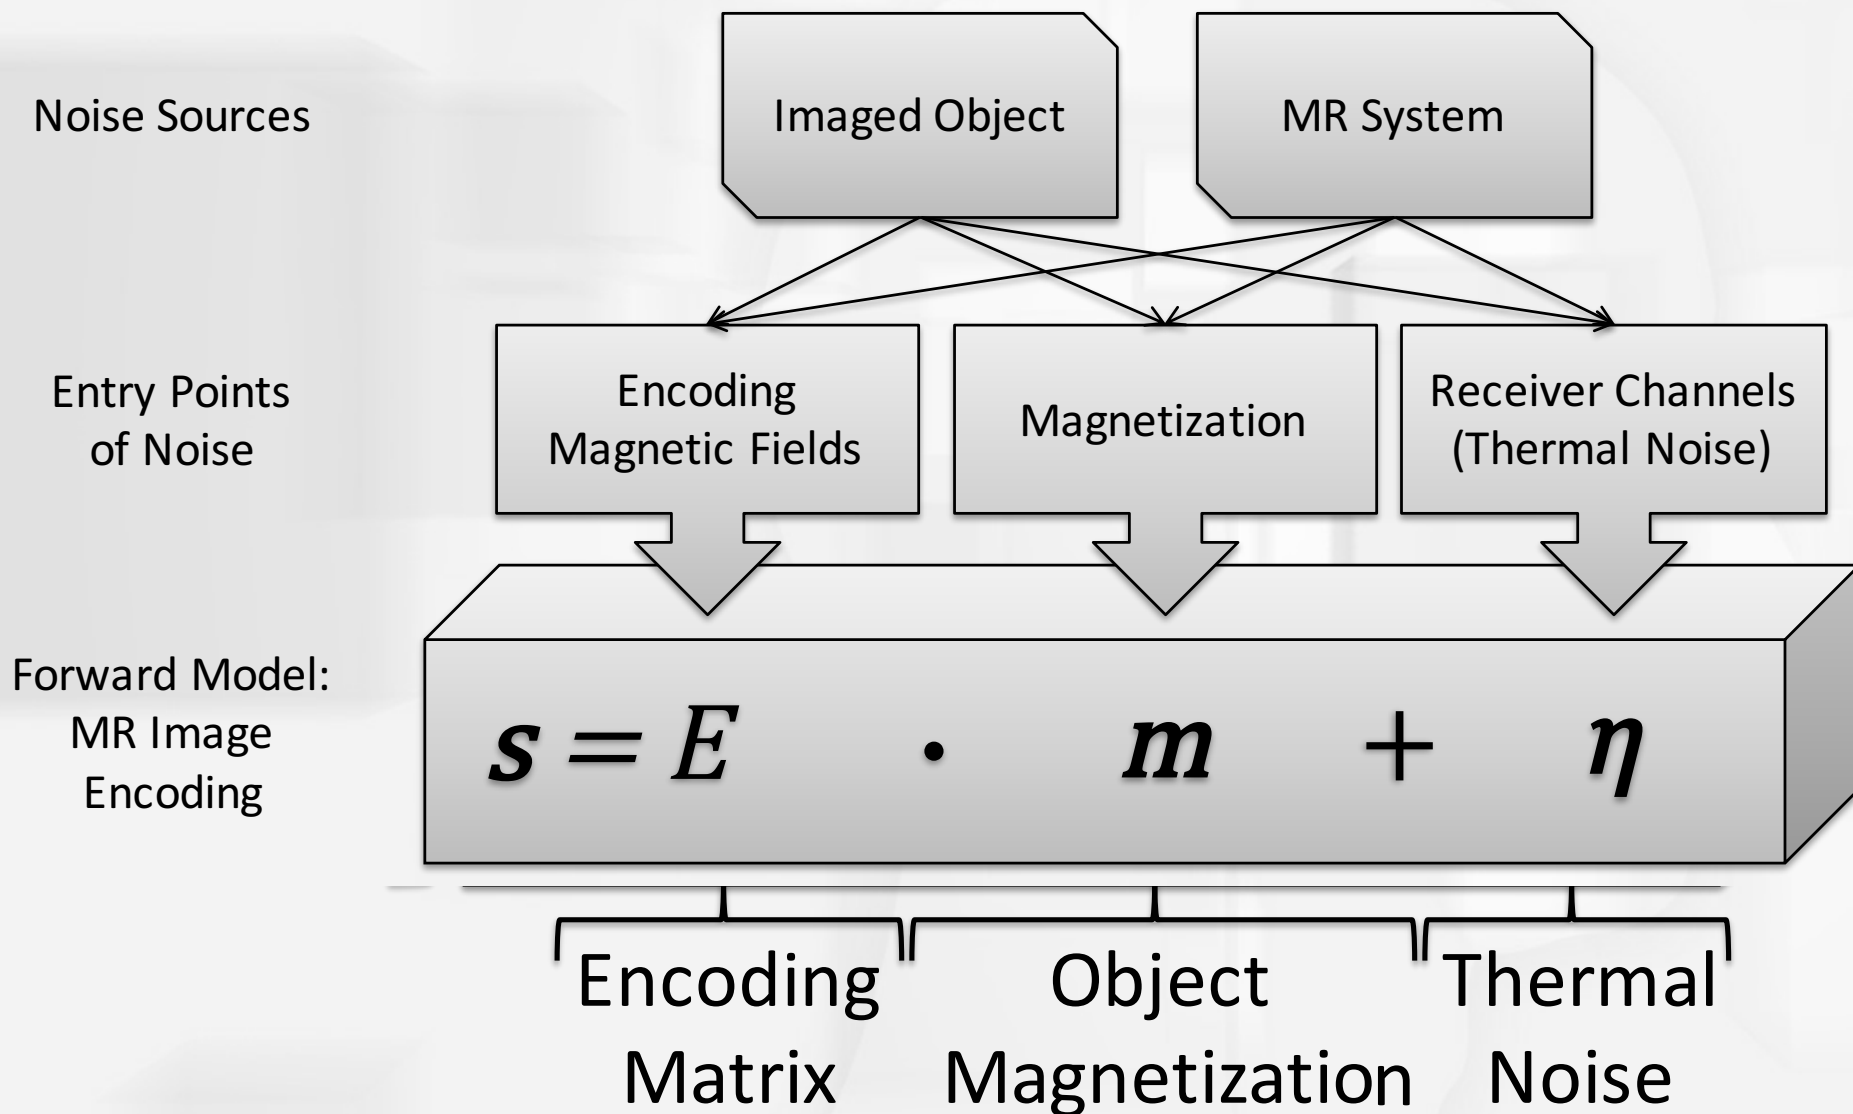 Noise Sources
Imaged Object
MR System
Entry Points
of Noise
Encoding
Magnetic Fields
Magnetization
Receiver Channels
(Thermal Noise)
Forward Model:
MR Image
Encoding
s = E · m + η
Encoding
Matrix
Object
Magnetization
Thermal
Noise